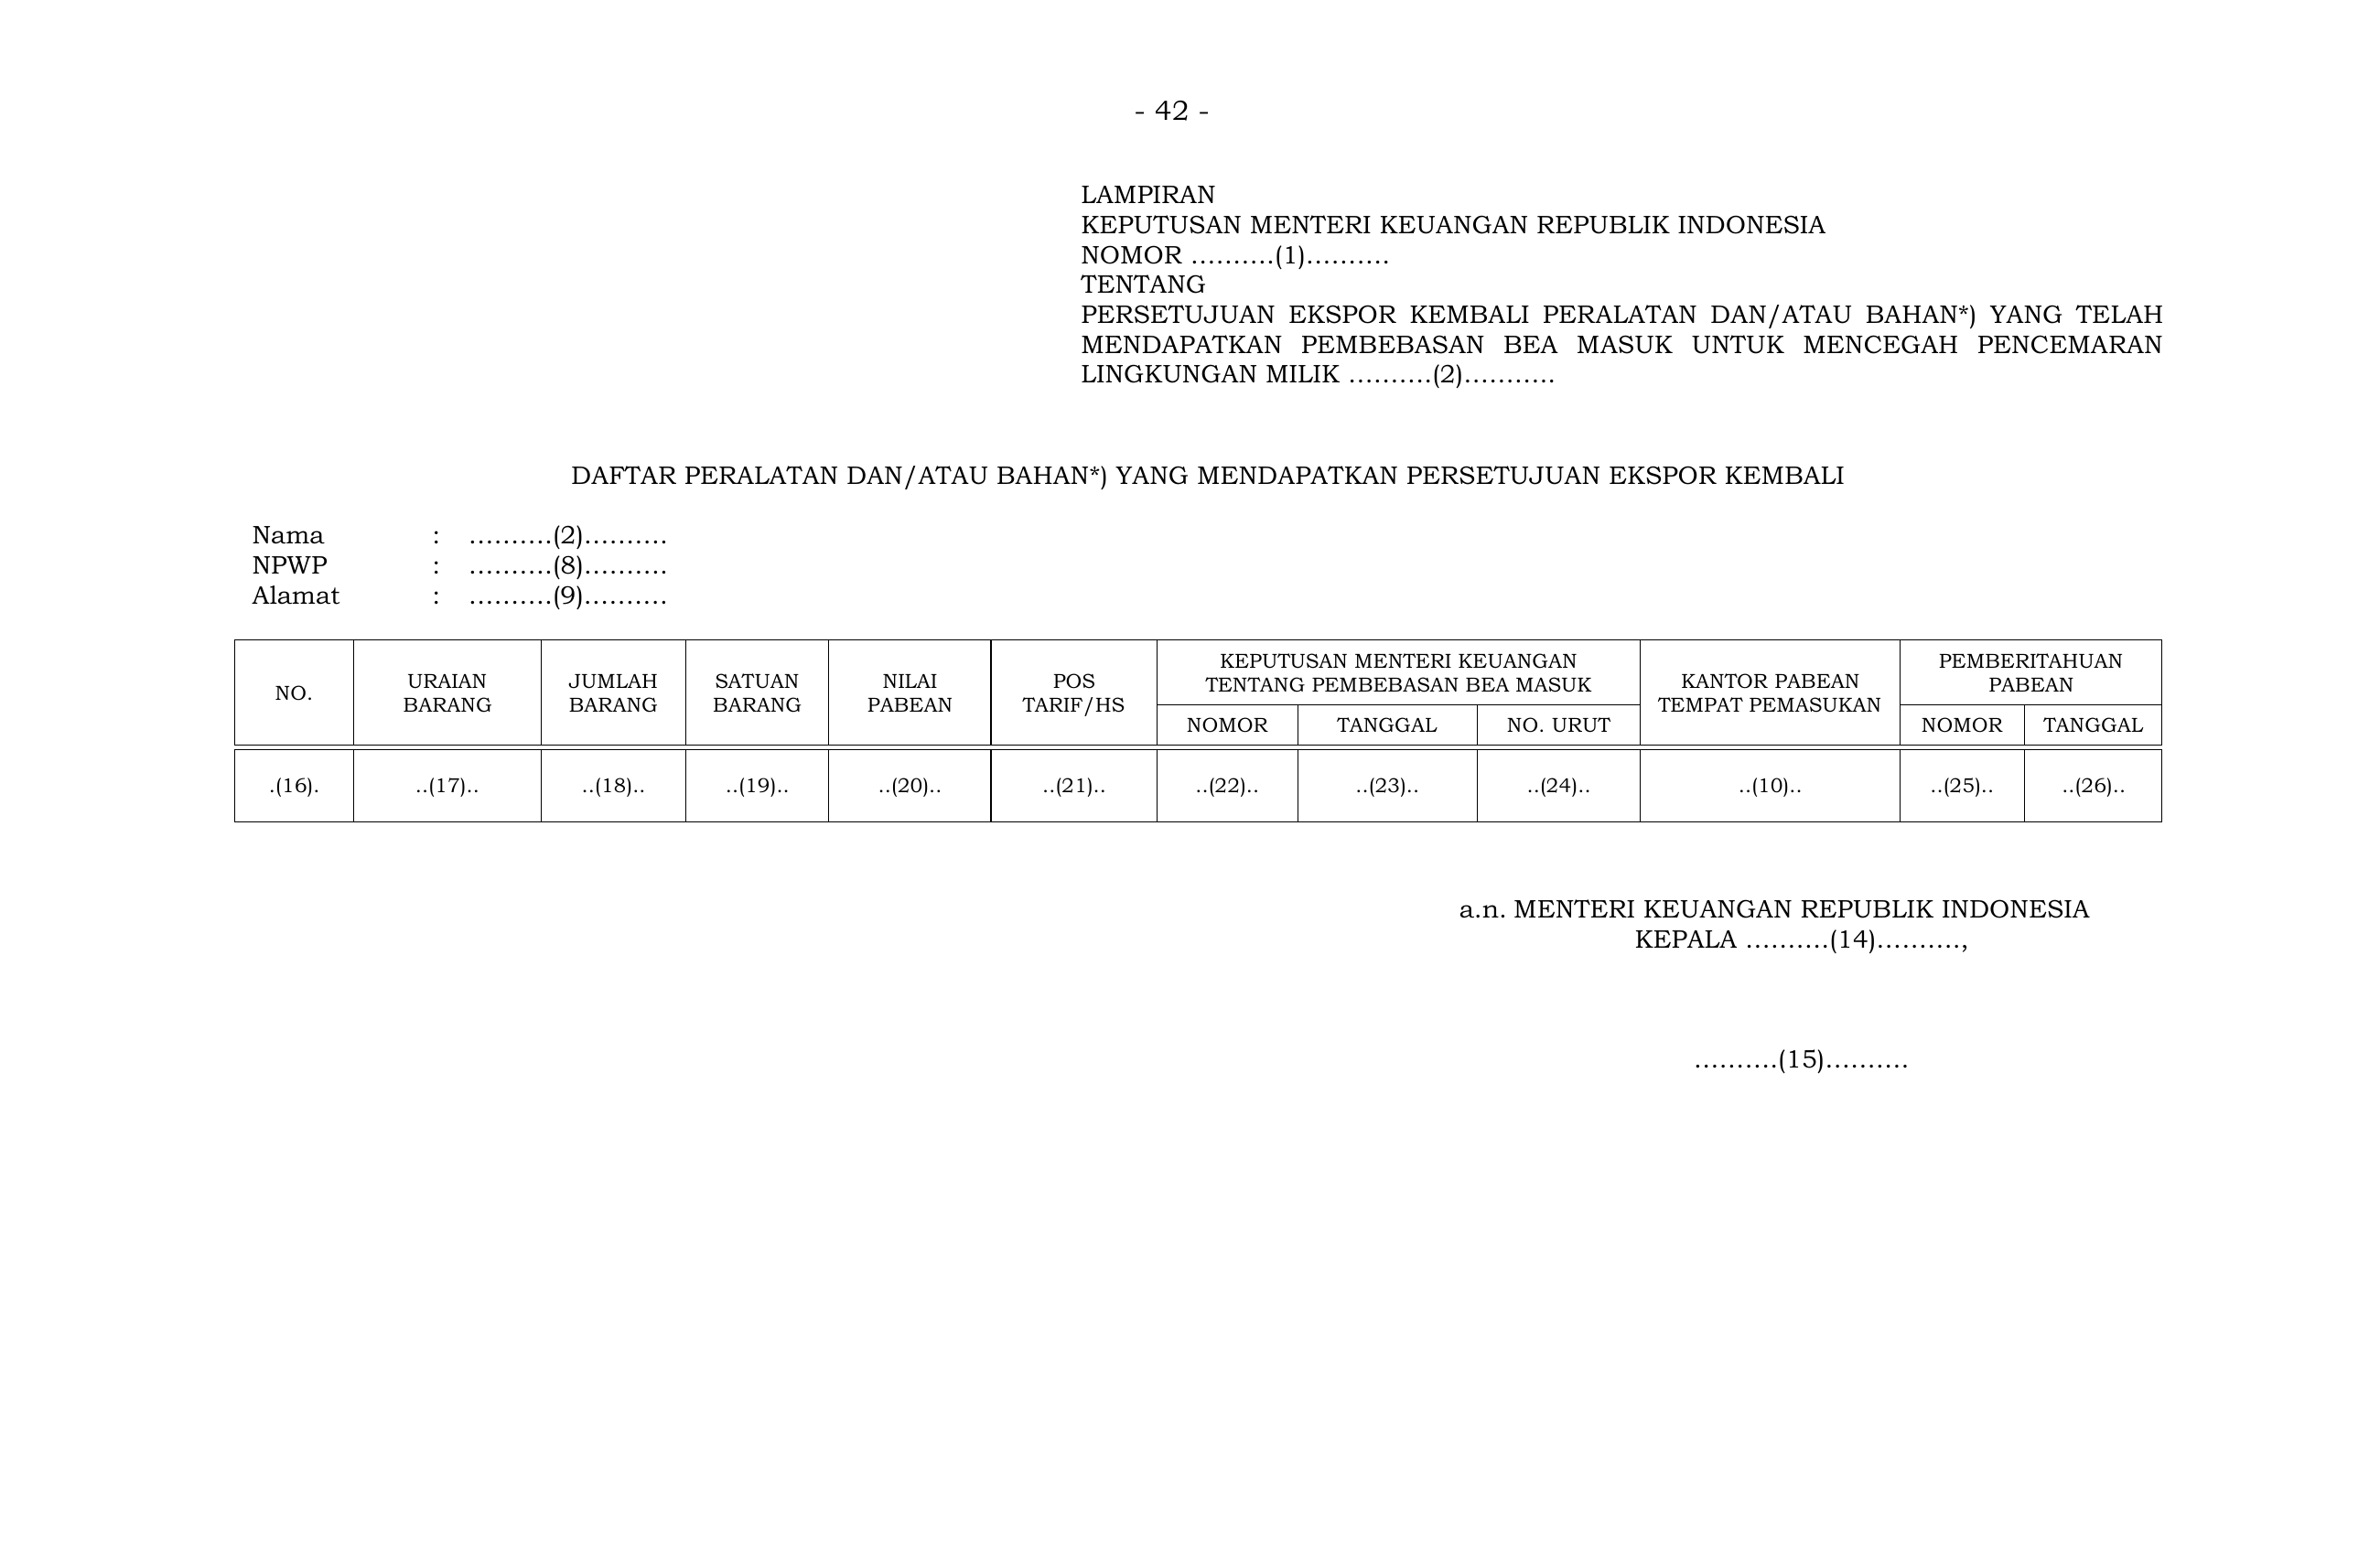 - 42 -
LAMPIRAN
KEPUTUSAN MENTERI KEUANGAN REPUBLIK INDONESIA
NOMOR ..........(1)..........
TENTANG
PERSETUJUAN EKSPOR KEMBALI PERALATAN DAN/ATAU BAHAN*) YANG TELAH
MENDAPATKAN PEMBEBASAN BEA MASUK UNTUK MENCEGAH PENCEMARAN
LINGKUNGAN MILIK ..........(2)...........
DAFTAR PERALATAN DAN/ATAU BAHAN*) YANG MENDAPATKAN PERSETUJUAN EKSPOR KEMBALI
Nama : ..........(2)..........
NPWP : ..........(8)..........
Alamat : ..........(9)..........
NO.
URAIAN
BARANG
JUMLAH
BARANG
SATUAN
BARANG
NILAI
PABEAN
POS
TARIF/HS
KEPUTUSAN MENTERI KEUANGAN
TENTANG PEMBEBASAN BEA MASUK
NOMOR TANGGAL NO. URUT
KANTOR PABEAN
TEMPAT PEMASUKAN
PEMBERITAHUAN
PABEAN
NOMOR TANGGAL
.(16). ..(17).. ..(18).. ..(19).. ..(20).. ..(21).. ..(22).. ..(23).. ..(24).. ..(10).. ..(25).. ..(26)..
a.n. MENTERI KEUANGAN REPUBLIK INDONESIA
KEPALA ..........(14)..........,
..........(15)..........